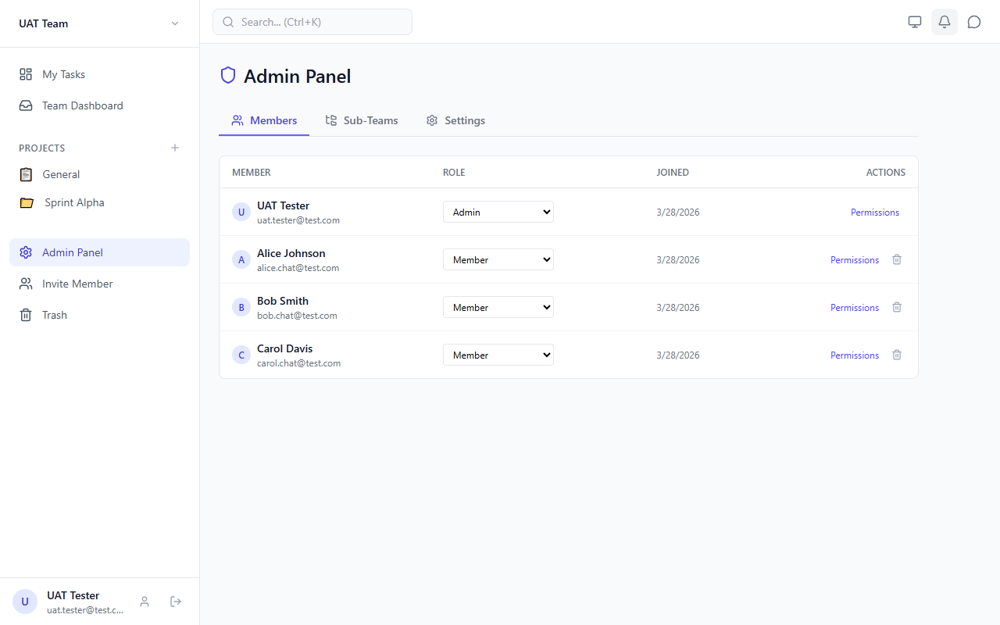 UAT Team
Search... (Ctrl+K)
My Tasks
Team Dashboard
PROJECTS
General
Sprint Alpha
Admin Panel
Invite Member
Trash
U
UAT Tester
uat.tester@test.c...
Admin Panel
Members
Sub-Teams
Settings
MEMBER ROLE JOINED ACTIONS
U
UAT Tester
uat.tester@test.com
Admin
3/28/2026
Permissions
A
Alice Johnson
alice.chat@test.com
Member
3/28/2026
Permissions
B
Bob Smith
bob.chat@test.com
Member
3/28/2026
Permissions
C
Carol Davis
carol.chat@test.com
Member
3/28/2026
Permissions